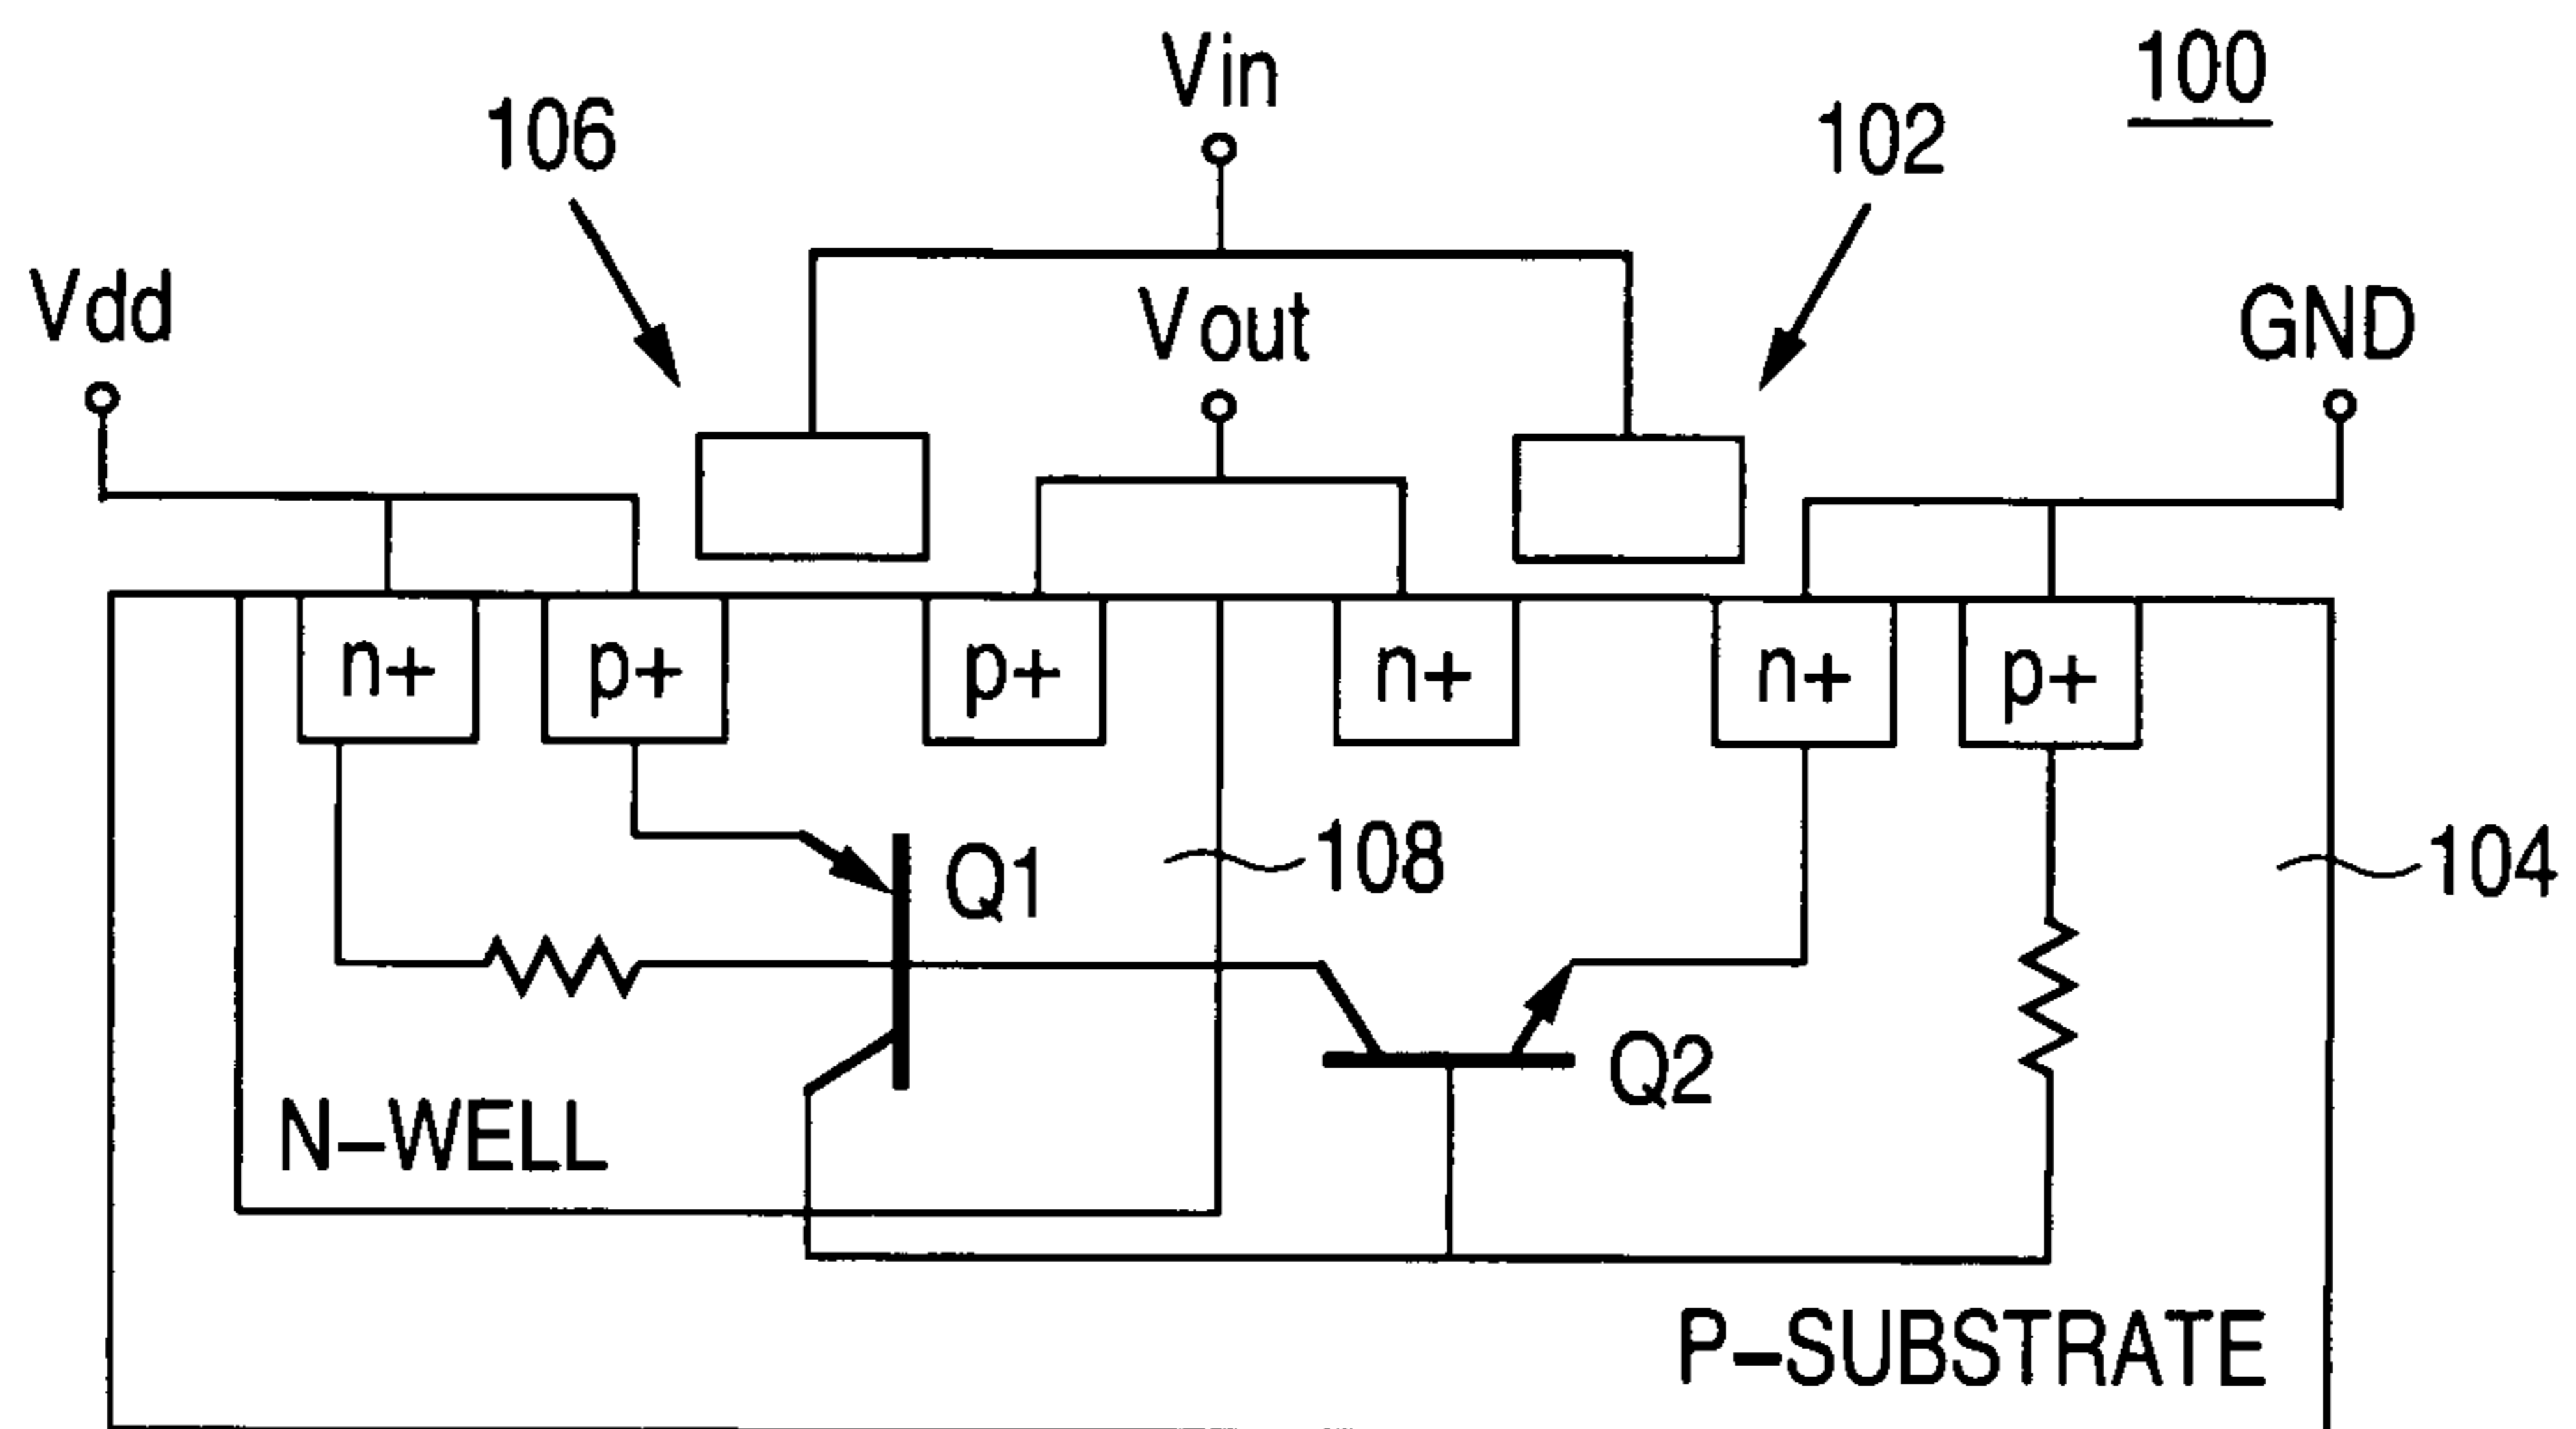 Vin
100
106
102
Vdd
Vout
GND
n+
p+
p+
n+
n+
p+
Q1
108
104
Q2
N-WELL
P-SUBSTRATE